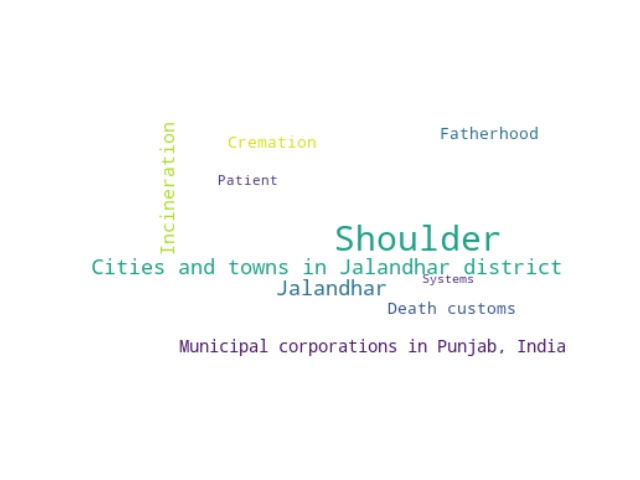 Incineration
Fatherhood
Cremation
Patient
Shoulder
Cities and towns in Jalandhar district
Systems
Jalandhar
Death customs
Municipal corporations in Punjab, India